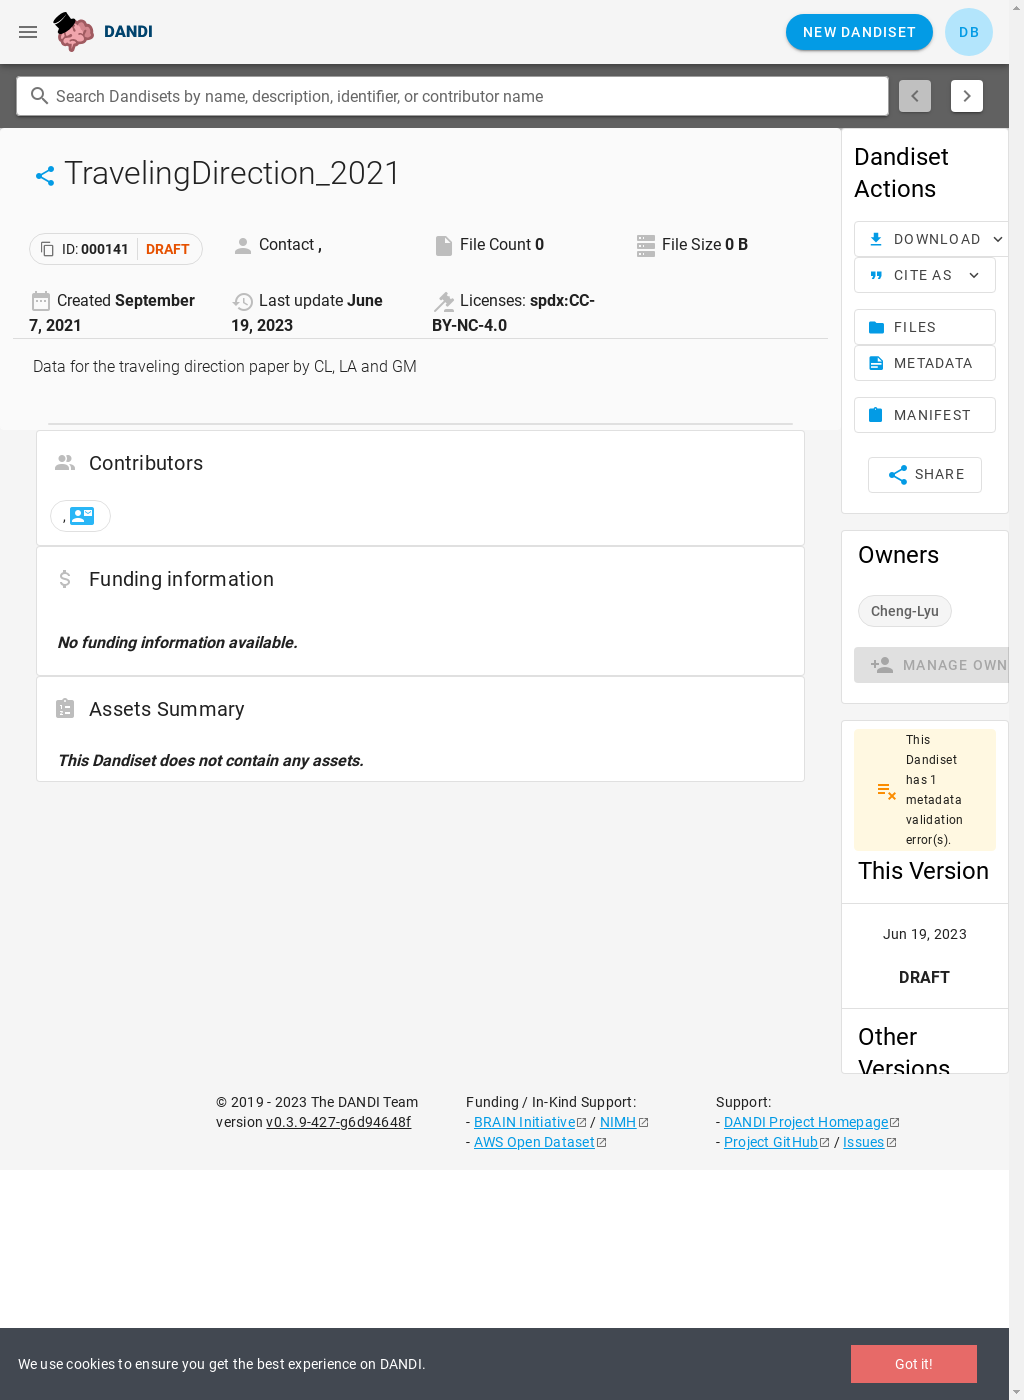 DANDI
NEW DANDISET
DB
Search Dandisets by name, description, identifier, or contributor name
TravelingDirection_2021
ID: 000141 DRAFT
Contact ,
File Count 0
File Size 0 B
Created September 7, 2021
Last update June 19, 2023
Licenses: spdx:CC-BY-NC-4.0
Data for the traveling direction paper by CL, LA and GM
Contributors
,
Funding information
No funding information available.
Assets Summary
This Dandiset does not contain any assets.
Dandiset
Actions
DOWNLOAD
CITE AS
FILES
METADATA
MANIFEST
SHARE
Owners
Cheng-Lyu
MANAGE OWN
This
Dandiset
has 1
metadata
validation
error(s).
This Version
Jun 19, 2023
DRAFT
Other
Versions
© 2019 - 2023 The DANDI Team
version v0.3.9-427-g6d94648f
Funding / In-Kind Support:
- BRAIN Initiative / NIMH
- AWS Open Dataset
Support:
- DANDI Project Homepage
- Project GitHub / Issues
We use cookies to ensure you get the best experience on DANDI.
Got it!